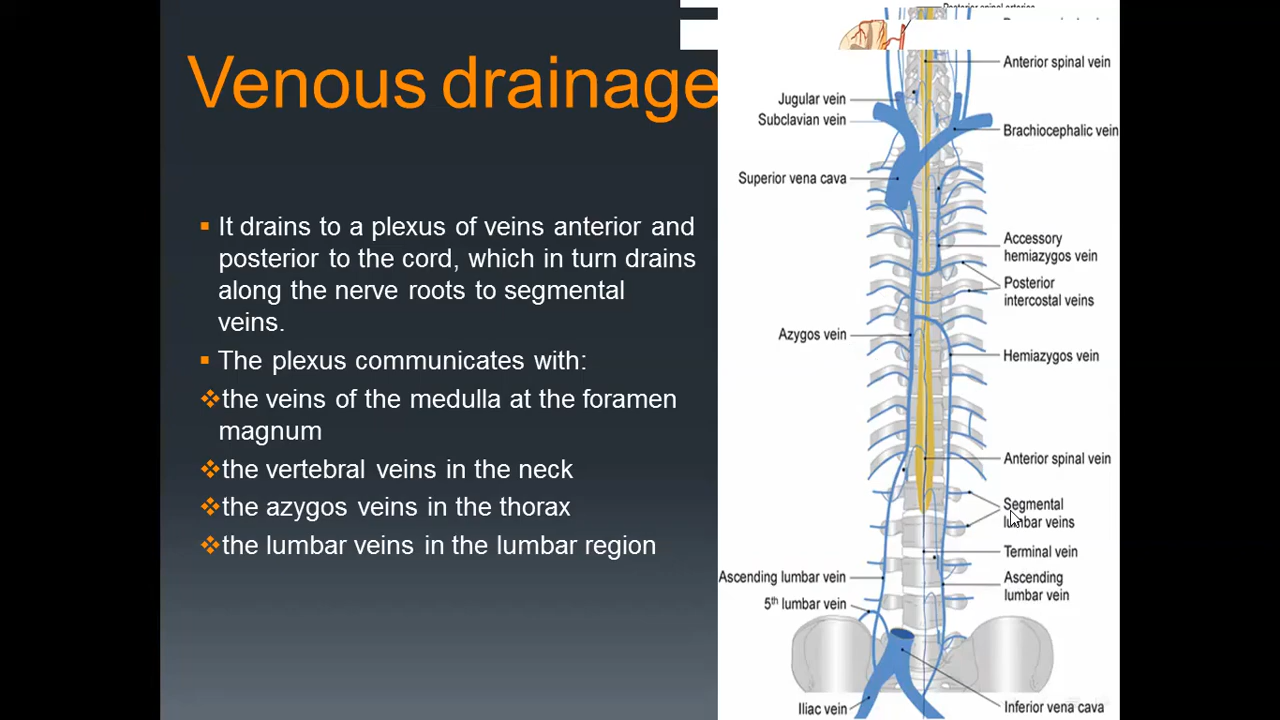 Venous drainage
▪ It drains to a plexus of veins anterior and
posterior to the cord, which in turn drains
along the nerve roots to segmental
veins.
▪ The plexus communicates with:
❖the veins of the medulla at the foramen
magnum
❖the vertebral veins in the neck
❖the azygos veins in the thorax
❖the lumbar veins in the lumbar region
Posterior spinal arteries
Anterior spinal vein
Jugular vein
Subclavian vein
Brachiocephalic vein
Superior vena cava
Accessory
hemiazygos vein
Posterior
intercostal veins
Azygos vein
Hemiazygos vein
Anterior spinal vein
Segmental
lumbar veins
Terminal vein
Ascending lumbar vein
Ascending
lumbar vein
5th lumbar vein
Iliac vein
Inferior vena cava